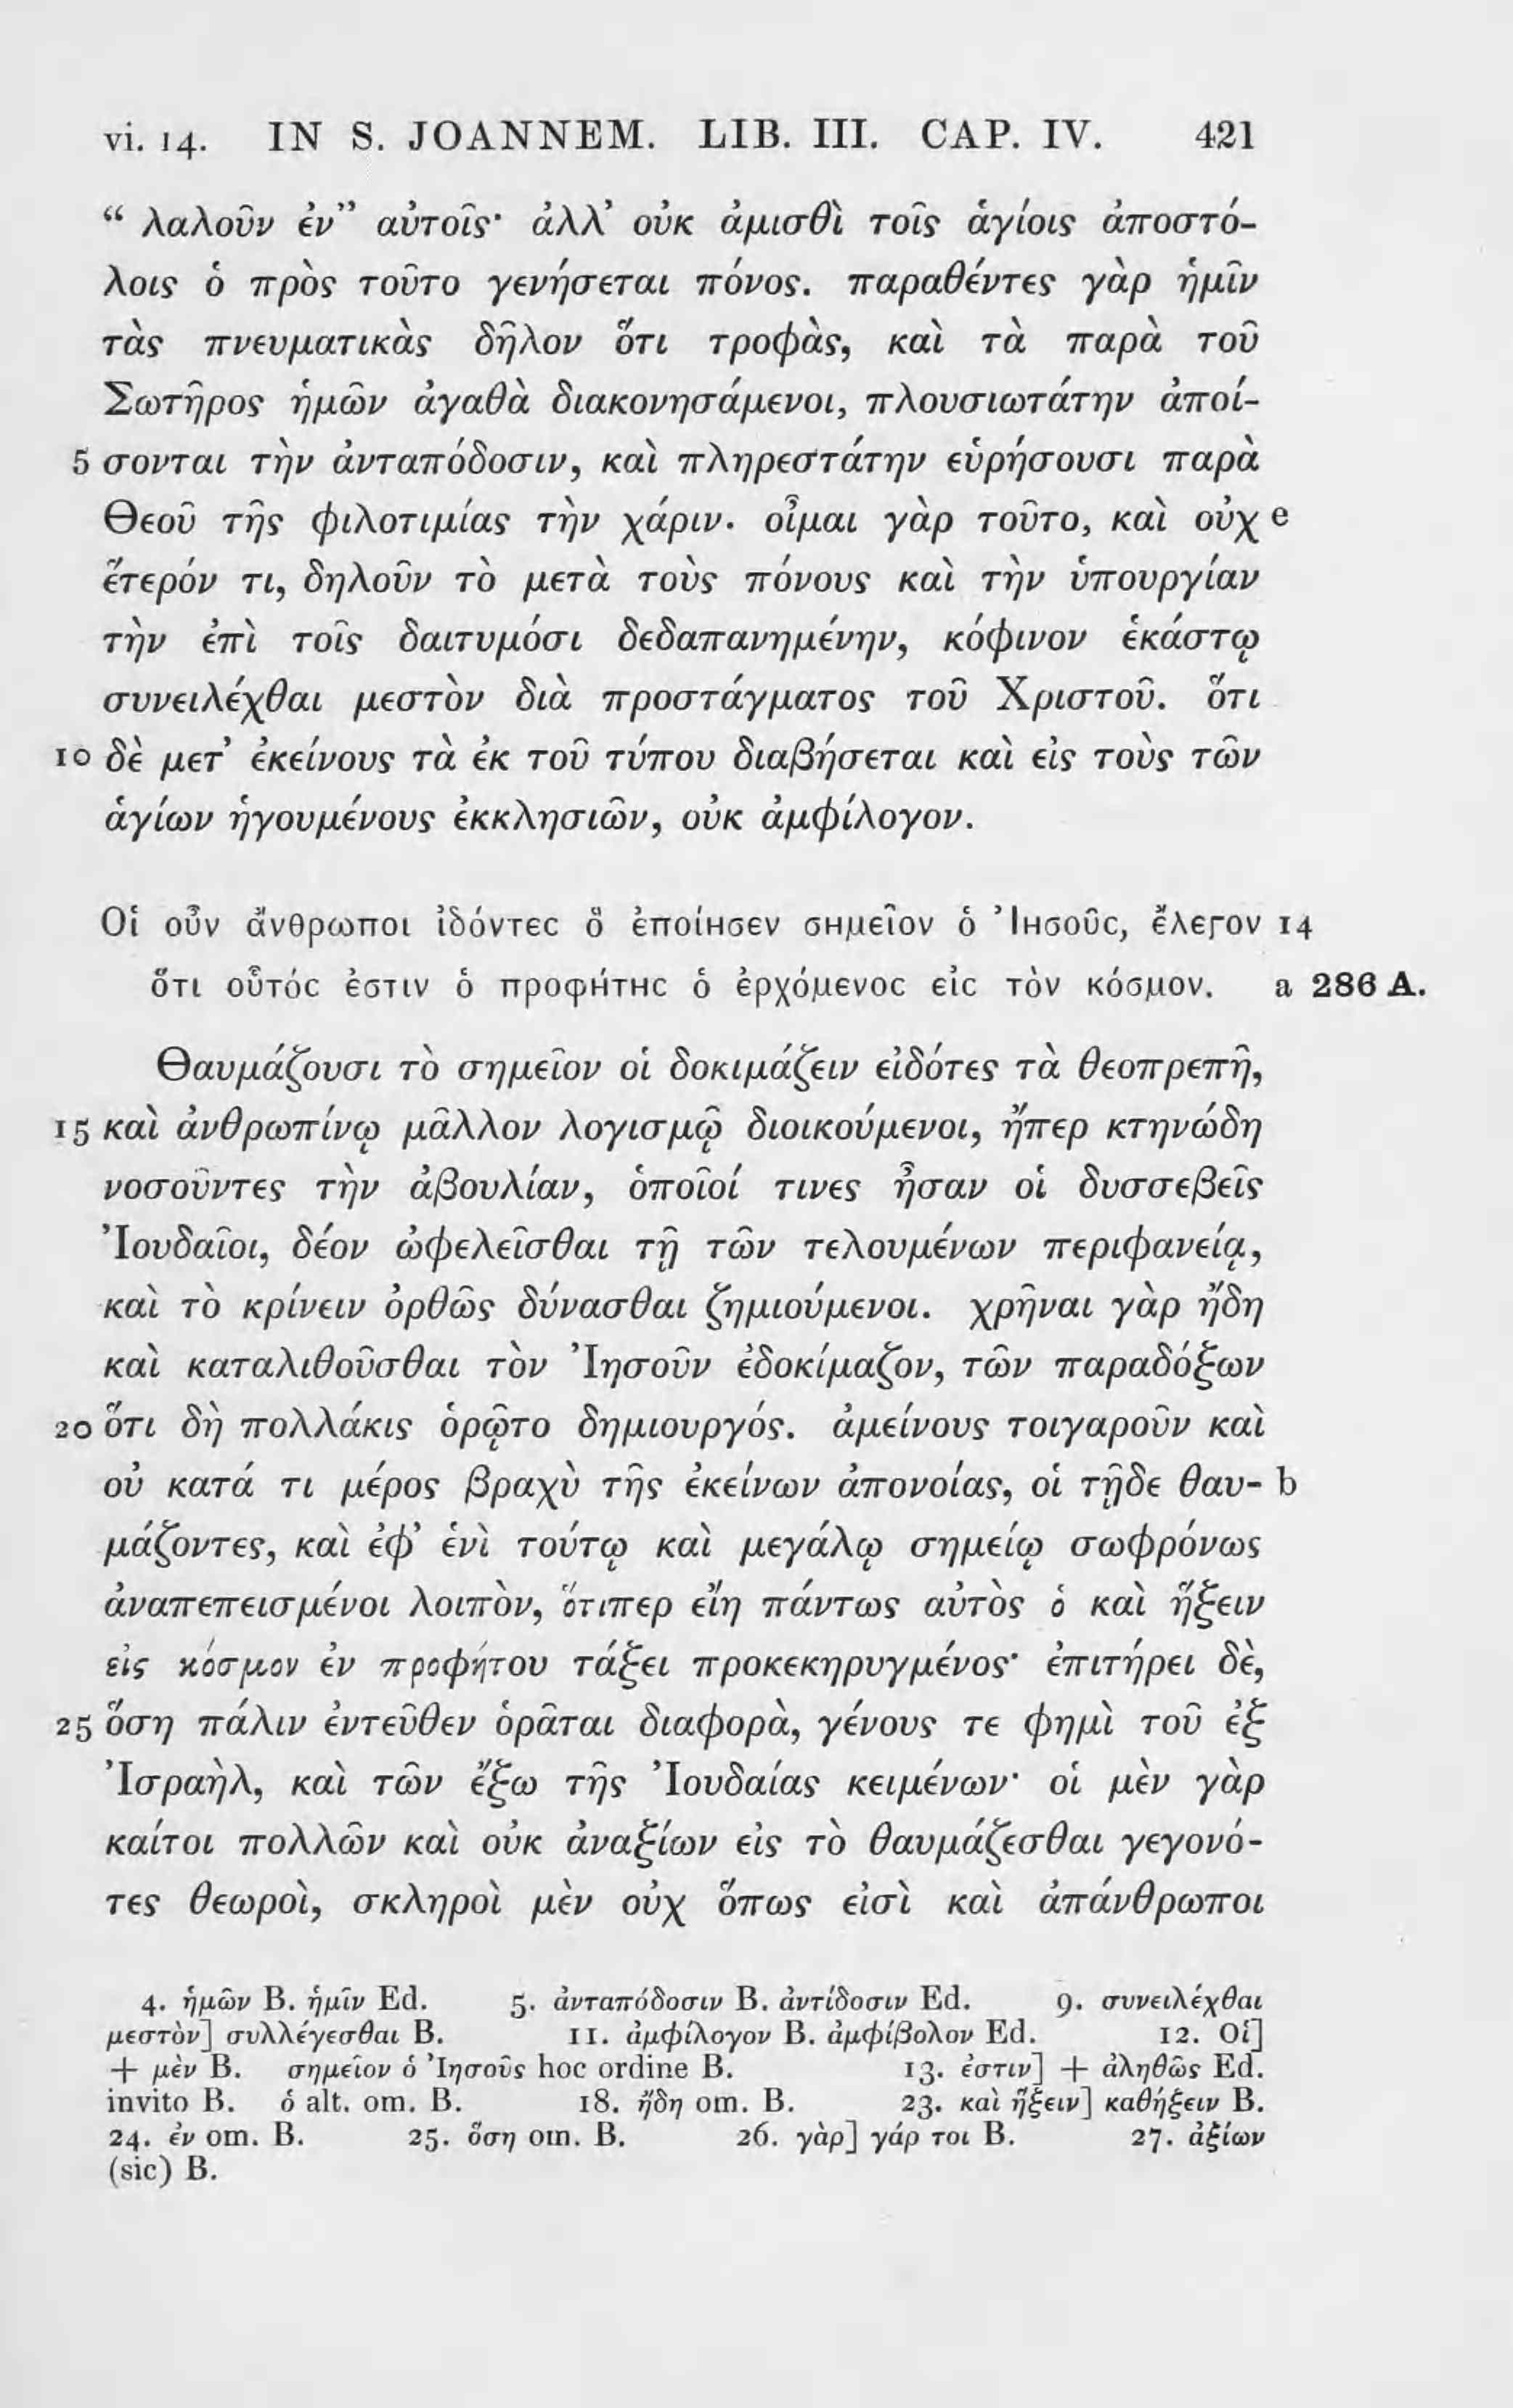 vi. 14. IN S. JOANNEM. LIB. III. CAP. IV. 421
“ λαλοῦν ἐν” αὐτοῖς· ἀλλ’ οὐκ ἀμισθὶ τοῖς ἁγίοις ἀποστό-
λοις ὁ πρὸς τοῦτο γενήσεται πόνος. παραθέντες γὰρ ἡμῖν
τὰς πνευματικὰς δῆλον ὅτι τροφὰς, καὶ τὰ παρὰ τοῦ
Σωτῆρος ἡμῶν ἀγαθὰ διακονησάμενοι, πλουσιωτάτην ἀποί-
5 σονται τὴν ἀνταπόδοσιν, καὶ πληρεστάτην εὑρήσουσι παρὰ
Θεοῦ τῆς φιλοτιμίας τὴν χάριν. οἶμαι γὰρ τοῦτο, καὶ οὐχ e
ἕτερόν τι, δηλοῦν τὸ μετὰ τοὺς πόνους καὶ τὴν ὑπουργίαν
τὴν ἐπὶ τοῖς δαιτυμόσι δεδαπανημένην, κόφινον ἑκάστῳ
συνειλέχθαι μεστὸν διὰ προστάγματος τοῦ Χριστοῦ. ὅτι
10 δὲ μετ’ ἐκείνους τὰ ἐκ τοῦ τύπου διαβήσεται καὶ εἰς τοὺς τῶν
ἁγίων ἡγουμένους ἐκκλησιῶν, οὐκ ἀμφίλογον.
Οἱ οὖν ἄνθρωποι ἰδόντες ὃ ἐποίησεν σημεῖον ὁ Ἰησοῦς, ἔλεγον 14
ὅτι οὗτός ἐστιν ὁ προφήτης ὁ ἐρχόμενος εἰς τὸν κόσμον. a 286 A.
Θαυμάζουσι τὸ σημεῖον οἱ δοκιμάζειν εἰδότες τὰ θεοπρεπῆ,
15 καὶ ἀνθρωπίνῳ μᾶλλον λογισμῷ διοικούμενοι, ἤπερ κτηνώδη
νοσοῦντες τὴν ἀβουλίαν, ὁποῖοί τινες ἦσαν οἱ δυσσεβεῖς
Ἰουδαῖοι, δέον ὠφελεῖσθαι τῇ τῶν τελουμένων περιφανείᾳ,
καὶ τὸ κρίνειν ὀρθῶς δύνασθαι ζημιούμενοι. χρῆναι γὰρ ἤδη
καὶ καταλιθοῦσθαι τὸν Ἰησοῦν ἐδοκίμαζον, τῶν παραδόξων
20 ὅτι δὴ πολλάκις ὁρῷτο δημιουργός. ἀμείνους τοιγαροῦν καὶ
οὐ κατά τι μέρος βραχὺ τῆς ἐκείνων ἀπονοίας, οἱ τῇδε θαυ- b
μάζοντες, καὶ ἐφ’ ἑνὶ τούτῳ καὶ μεγάλῳ σημείῳ σωφρόνως
ἀναπεπεισμένοι λοιπὸν, ὅτιπερ εἴη πάντως αὐτὸς ὁ καὶ ἥξειν
εἰς κόσμον ἐν προφήτου τάξει προκεκηρυγμένος· ἐπιτήρει δὲ,
25 ὅση πάλιν ἐντεῦθεν ὁρᾶται διαφορὰ, γένους τε φημὶ τοῦ ἐξ
Ἰσραὴλ, καὶ τῶν ἔξω τῆς Ἰουδαίας κειμένων· οἱ μὲν γὰρ
καίτοι πολλῶν καὶ οὐκ ἀναξίων εἰς τὸ θαυμάζεσθαι γεγονό-
τες θεωροὶ, σκληροὶ μὲν οὐχ ὅπως εἰσὶ καὶ ἀπάνθρωποι
4. ἡμῶν B. ἡμῖν Ed. 5. ἀνταπόδοσιν B. ἀντίδοσιν Ed. 9. συνειλέχθαι
μεστὸν] συλλέγεσθαι B. 11. ἀμφίλογον B. ἀμφίβολον Ed. 12. Οἱ]
+ μὲν B. σημεῖον ὁ Ἰησοῦς hoc ordine B. 13. ἐστιν] + ἀληθῶς Ed.
invito B. ὁ alt. om. B. 18. ἤδη om. B. 23. καὶ ἥξειν] καθήξειν B.
24. ἐν om. B. 25. ὅση om. B. 26. γὰρ] γάρ τοι B. 27. ἀξίων
(sic) B.